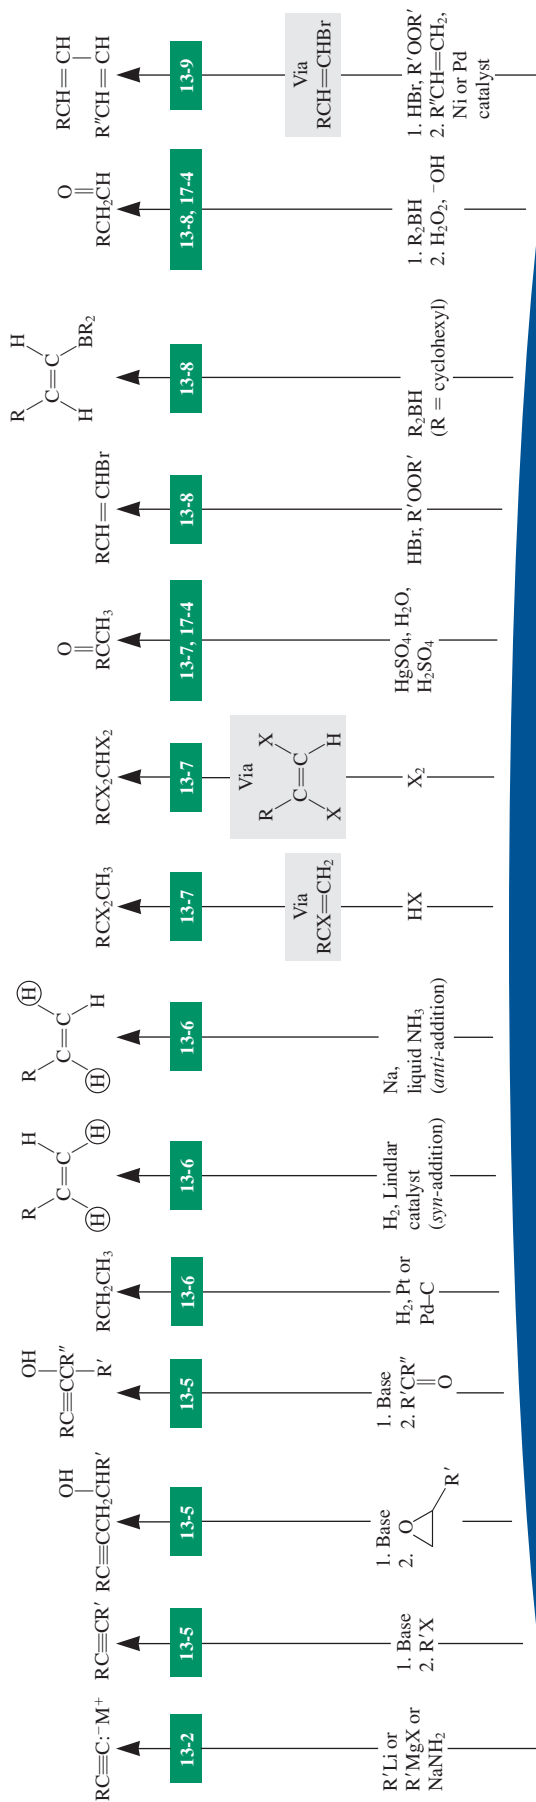 RC≡C:⁻M⁺
13-2
R′Li or
R′MgX or
NaNH₂
RC≡CR′
13-5
1. Base
2. R′X
OH
RC≡CCH₂CHR′
13-5
1. Base
2.
O
R′
OH
RC≡CCR″
R′
13-5
1. Base
2. R′CR″
O
RCH₂CH₃
13-6
H₂, Pt or
Pd–C
R H
C=C
H H
13-6
H₂, Lindlar
catalyst
(syn-addition)
R H
C=C
H H
13-6
Na,
liquid NH₃
(anti-addition)
RCX₂CH₃
13-7
Via
RCX=CH₂
HX
RCX₂CHX₂
13-7
Via
R X
C=C
X H
X₂
O
RCCH₃
13-7, 17-4
HgSO₄, H₂O,
H₂SO₄
RCH=CHBr
13-8
HBr, R′OOR′
R H
C=C
H BR₂
13-8
R₂BH
(R = cyclohexyl)
O
RCH₂CH
13-8, 17-4
1. R₂BH
2. H₂O₂, ⁻OH
RCH=CH
R″CH=CH
13-9
Via
RCH=CHBr
1. HBr, R′OOR′
2. R″CH=CH₂,
Ni or Pd
catalyst